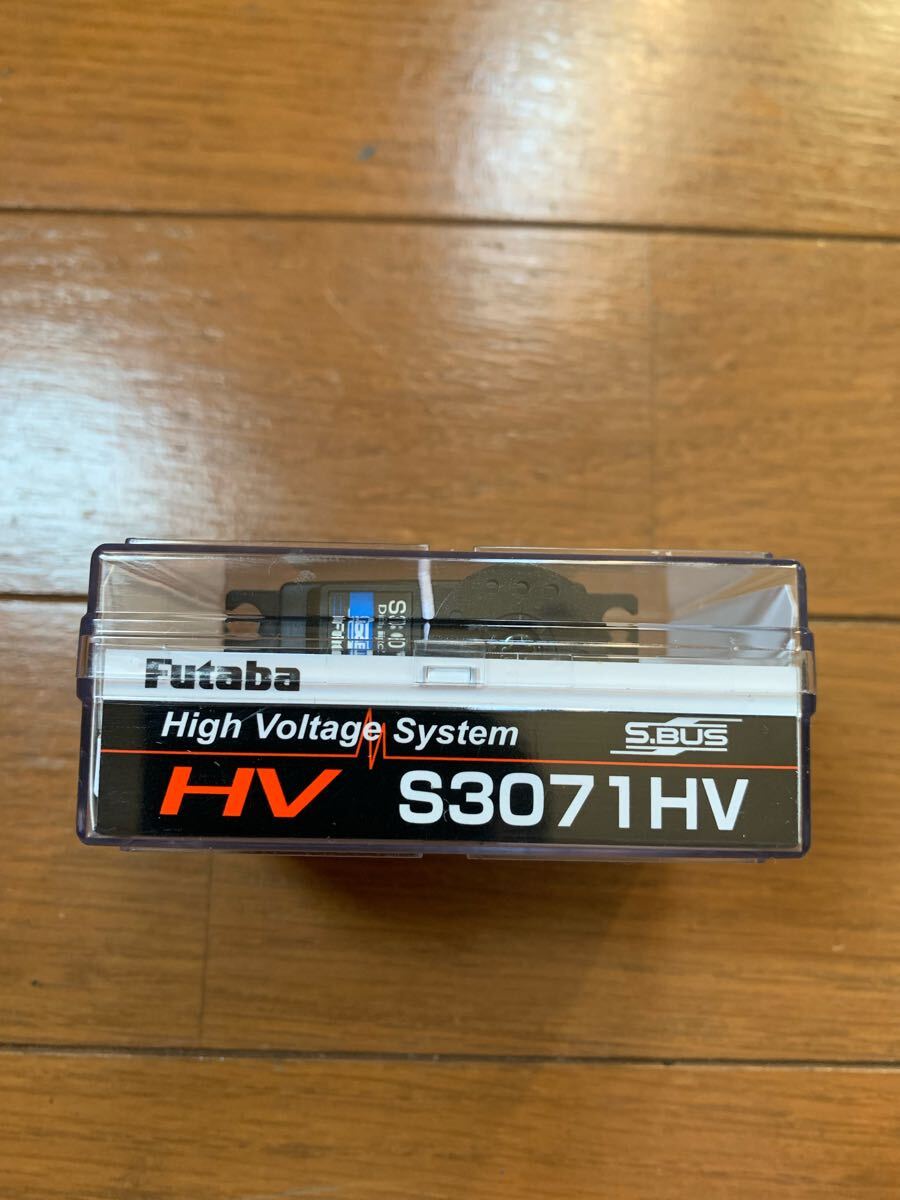 Futaba
High Voltage System
S.BUS
HV S3071HV